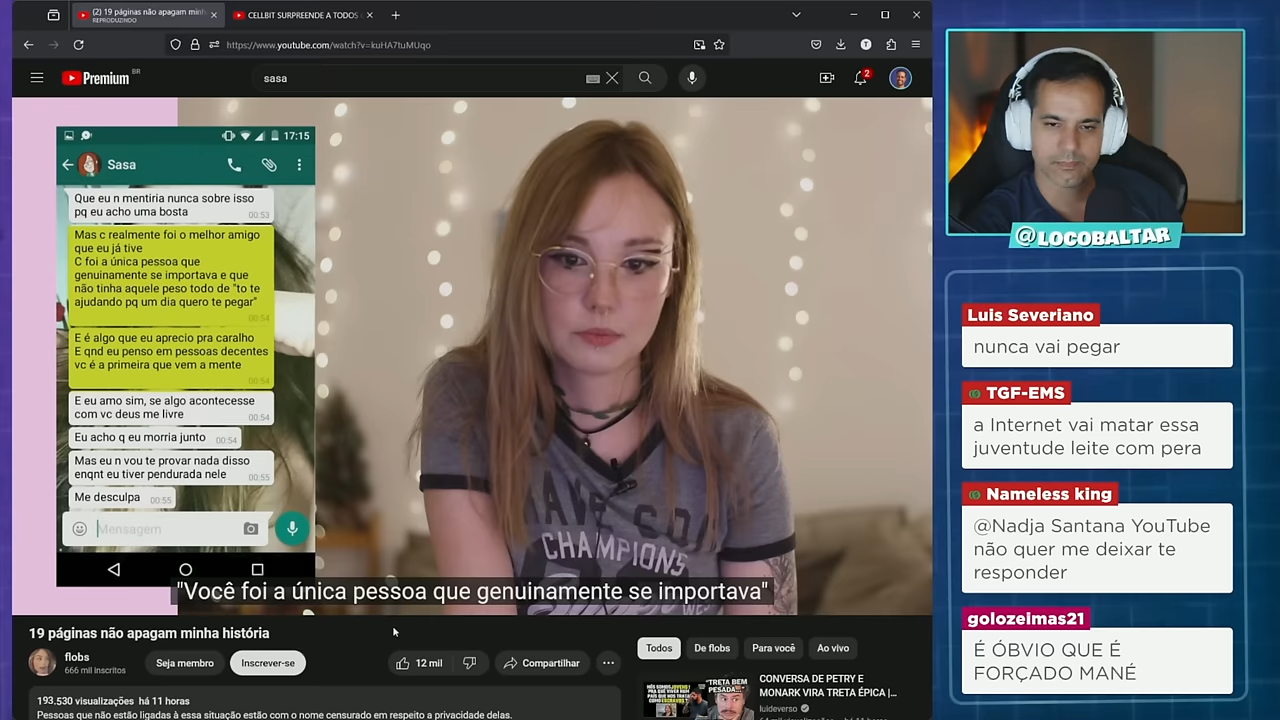 (2) 19 páginas não apagam minh
REPRODUZINDO
CELLBIT SURPREENDE A TODOS
https://www.youtube.com/watch?v=kuHA7tuMUqo
Premium BR
sasa
2
17:15
Sasa
Que eu n mentiria nunca sobre isso
pq eu acho uma bosta
00:53
Mas c realmente foi o melhor amigo
que eu já tive
C foi a única pessoa que
genuinamente se importava e que
não tinha aquele peso todo de "to te
ajudando pq um dia quero te pegar"
00:54
E é algo que eu aprecio pra caralho
E qnd eu penso em pessoas decentes
vc é a primeira que vem a mente
00:54
E eu amo sim, se algo acontecesse
com vc deus me livre
00:54
Eu acho q eu morria junto
00:54
Mas eu n vou te provar nada disso
enqnt eu tiver pendurada nele
00:55
Me desculpa
00:55
Mensagem
CHAMPIONS
"Você foi a única pessoa que genuinamente se importava"
19 páginas não apagam minha história
flobs
666 mil inscritos
Seja membro
Inscrever-se
12 mil
Compartilhar
193.530 visualizações há 11 horas
Pessoas que não estão ligadas à essa situação estão com o nome censurado em respeito a privacidade delas.
Todos
De flobs
Para você
Ao vivo
CONVERSA DE PETRY E
MONARK VIRA TRETA ÉPICA |...
luideverso
"TRETA BEM
PESADA..."
@LOCOBALTAR
Luis Severiano
nunca vai pegar
TGF-EMS
a Internet vai matar essa
juventude leite com pera
Nameless king
@Nadja Santana YouTube
não quer me deixar te
responder
golozelmas21
É ÓBVIO QUE É
FORÇADO MANÉ